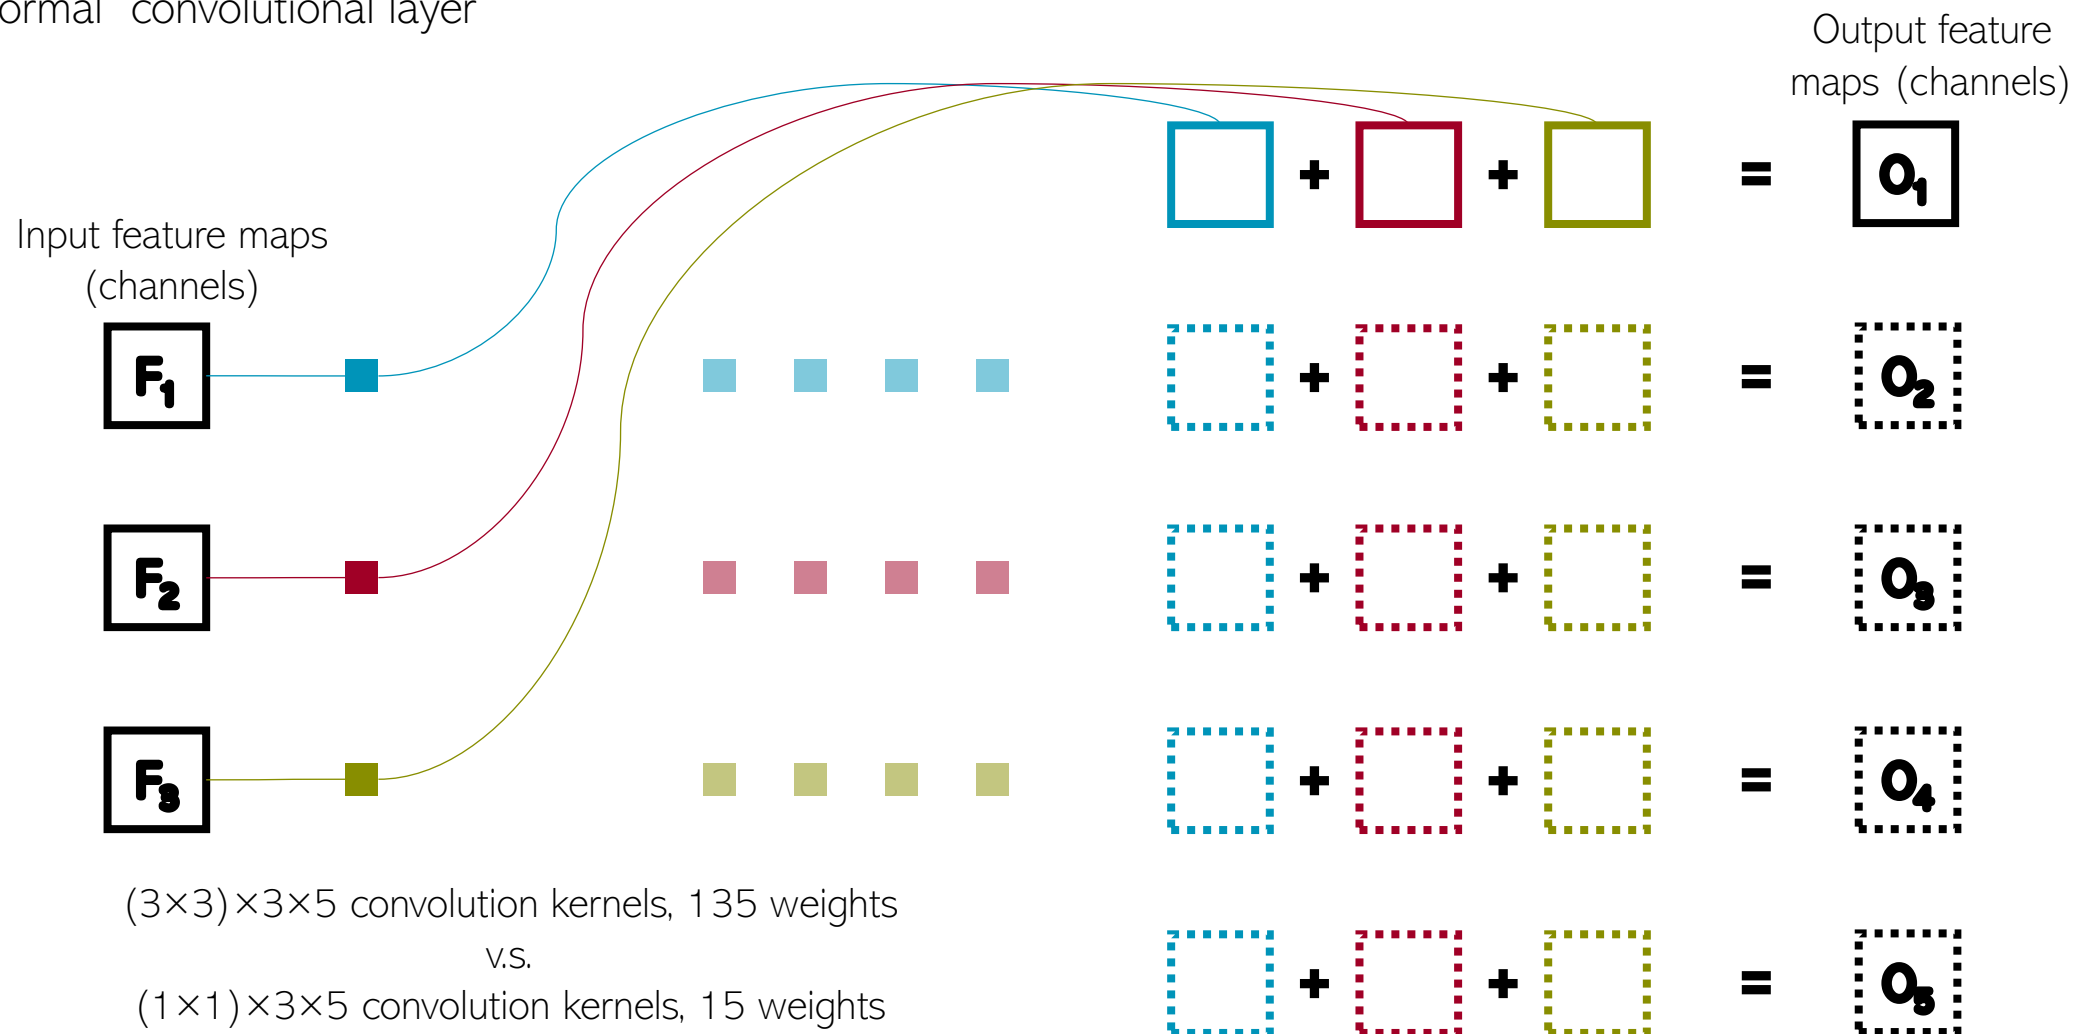 ormal convolutional layer
Output feature
maps (channels)
+ + = O1
Input feature maps
(channels)
F1
+ + = O2
F2
+ + = O3
F3
+ + = O4
(3×3)×3×5 convolution kernels, 135 weights
v.s.
(1×1)×3×5 convolution kernels, 15 weights
+ + = O5